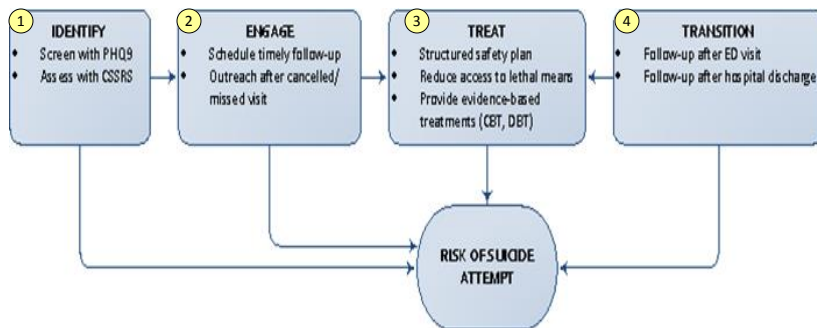 1
IDENTIFY
Screen with PHQ9
Assess with CSSRS
2
ENGAGE
Schedule timely follow-up
Outreach after cancelled/
missed visit
3
TREAT
Structured safety plan
Reduce access to lethal means
Provide evidence-based
treatments (CBT, DBT)
4
TRANSITION
Follow-up after ED visit
Follow-up after hospital discharge
RISK OF SUICIDE
ATTEMPT